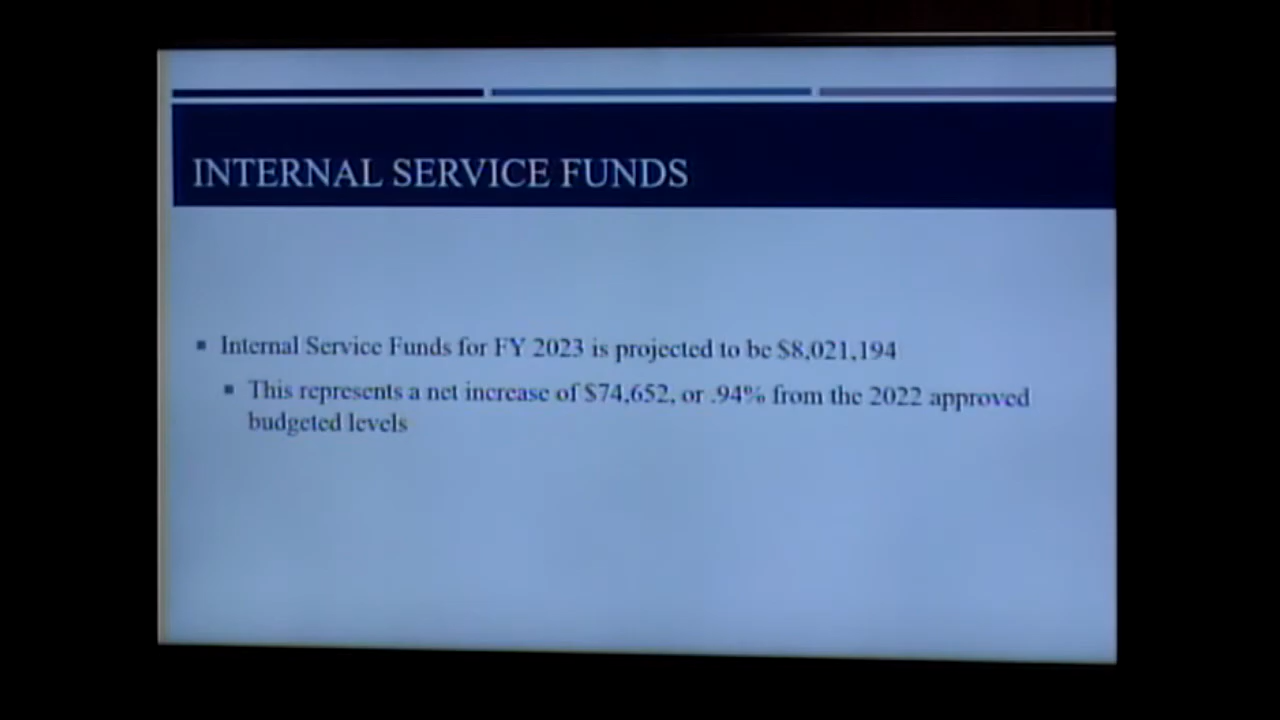 INTERNAL SERVICE FUNDS
Internal Service Funds for FY 2023 is projected to be $8,021,194
This represents a net increase of $74,652, or .94% from the 2022 approved
budgeted levels